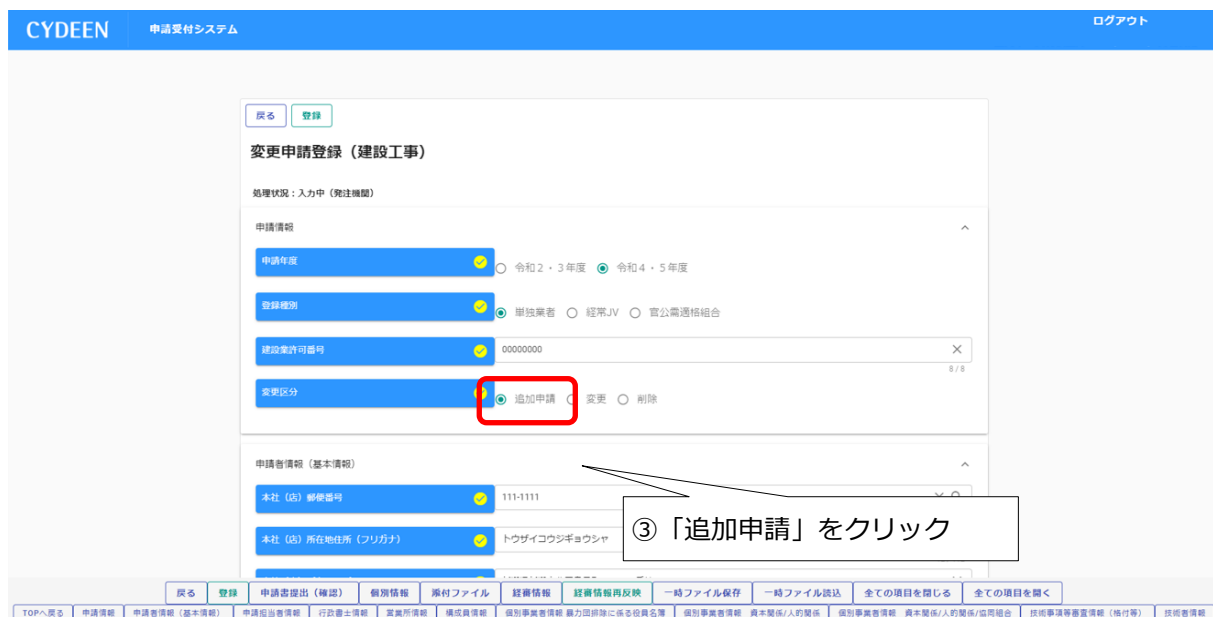 CYDEEN 申請受付システム ログアウト
戻る 登録
変更申請登録（建設工事）
処理状況：入力中（発注機関）
申請情報
申請年度 令和２・３年度 令和４・５年度
登録種別 単独業者 経常JV 官公需適格組合
建設業許可番号 00000000
8 / 8
変更区分 追加申請 変更 削除
申請者情報（基本情報）
本社（店）郵便番号 111-1111
③「追加申請」をクリック
本社（店）所在地住所（フリガナ） トウザイコウジギョウシャ
戻る 登録 申請書提出（確認） 個別情報 添付ファイル 経審情報 経審情報再反映 一時ファイル保存 一時ファイル読込 全ての項目を閉じる 全ての項目を開く
TOPへ戻る 申請情報 申請者情報（基本情報） 申請担当者情報 行政書士情報 営業所情報 構成員情報 個別事業者情報 暴力団排除に係る役員名簿 個別事業者情報 資本関係/人的関係 個別事業者情報 資本関係/人的関係/協同組合 技術事項等審査情報（格付等） 技術者情報